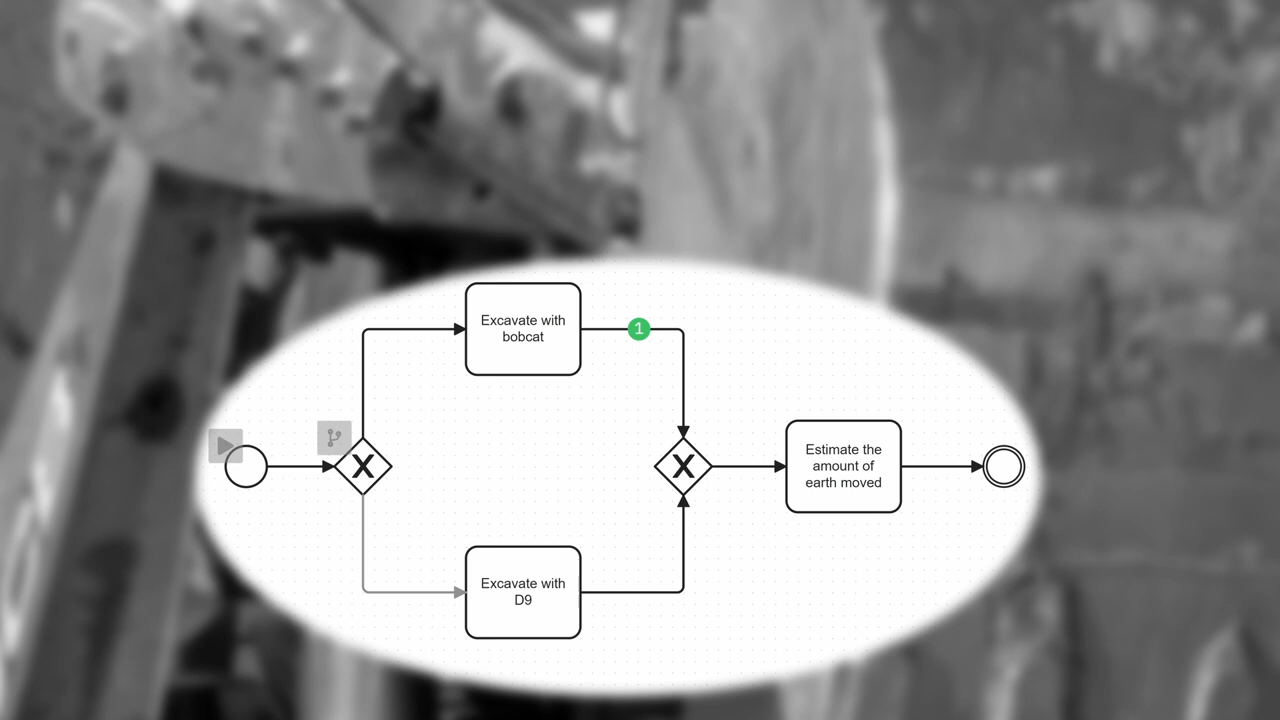 Excavate with
bobcat
1
X
X
Estimate the
amount of
earth moved
Excavate with
D9